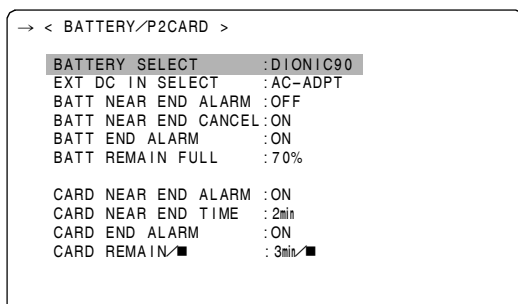 → < BATTERY/P2CARD >
BATTERY SELECT :DIONIC90
EXT DC IN SELECT :AC-ADPT
BATT NEAR END ALARM :OFF
BATT NEAR END CANCEL:ON
BATT END ALARM :ON
BATT REMAIN FULL :70%
CARD NEAR END ALARM :ON
CARD NEAR END TIME :2min
CARD END ALARM :ON
CARD REMAIN/■ :3min/■